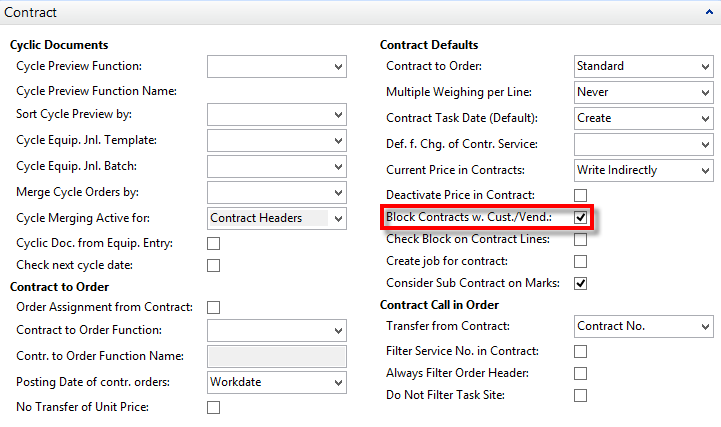 Contract
Cyclic Documents
Cycle Preview Function:
Cycle Preview Function Name:
Sort Cycle Preview by:
Cycle Equip. Jnl. Template:
Cycle Equip. Jnl. Batch:
Merge Cycle Orders by:
Cycle Merging Active for: Contract Headers
Cyclic Doc. from Equip. Entry:
Check next cycle date:
Contract to Order
Order Assignment from Contract:
Contract to Order Function:
Contr. to Order Function Name:
Posting Date of contr. orders: Workdate
No Transfer of Unit Price:
Contract Defaults
Contract to Order: Standard
Multiple Weighing per Line: Never
Contract Task Date (Default): Create
Def. f. Chg. of Contr. Service:
Current Price in Contracts: Write Indirectly
Deactivate Price in Contract:
Block Contracts w. Cust./Vend.:
Check Block on Contract Lines:
Create job for contract:
Consider Sub Contract on Marks:
Contract Call in Order
Transfer from Contract: Contract No.
Filter Service No. in Contract:
Always Filter Order Header:
Do Not Filter Task Site: